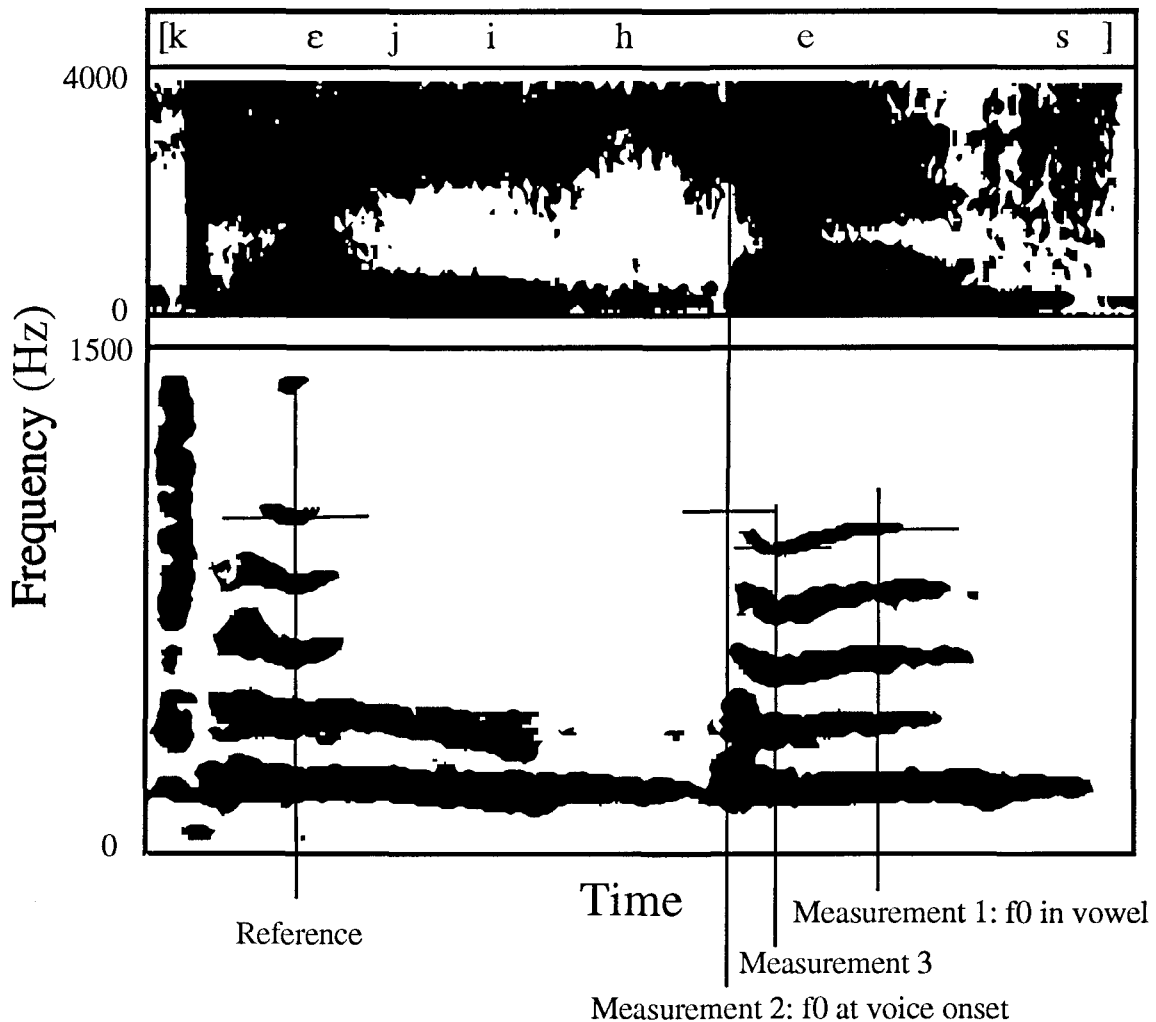 [k ɛ j i h e s ]
4000
0
Frequency (Hz)
1500
0
Time
Reference
Measurement 1: f0 in vowel
Measurement 3
Measurement 2: f0 at voice onset